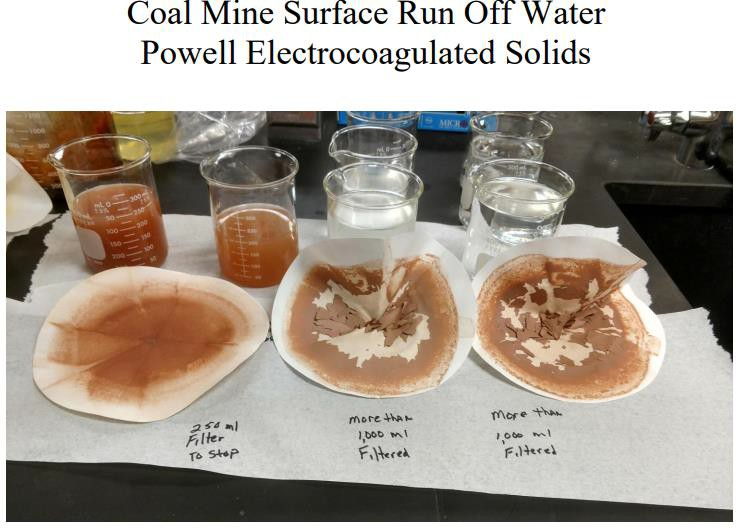 Coal Mine Surface Run Off Water
Powell Electrocoagulated Solids
MICR
250 ml
Filter
To Stop
more than
1,000 ml
Filtered
More than
1,000 ml
Filtered